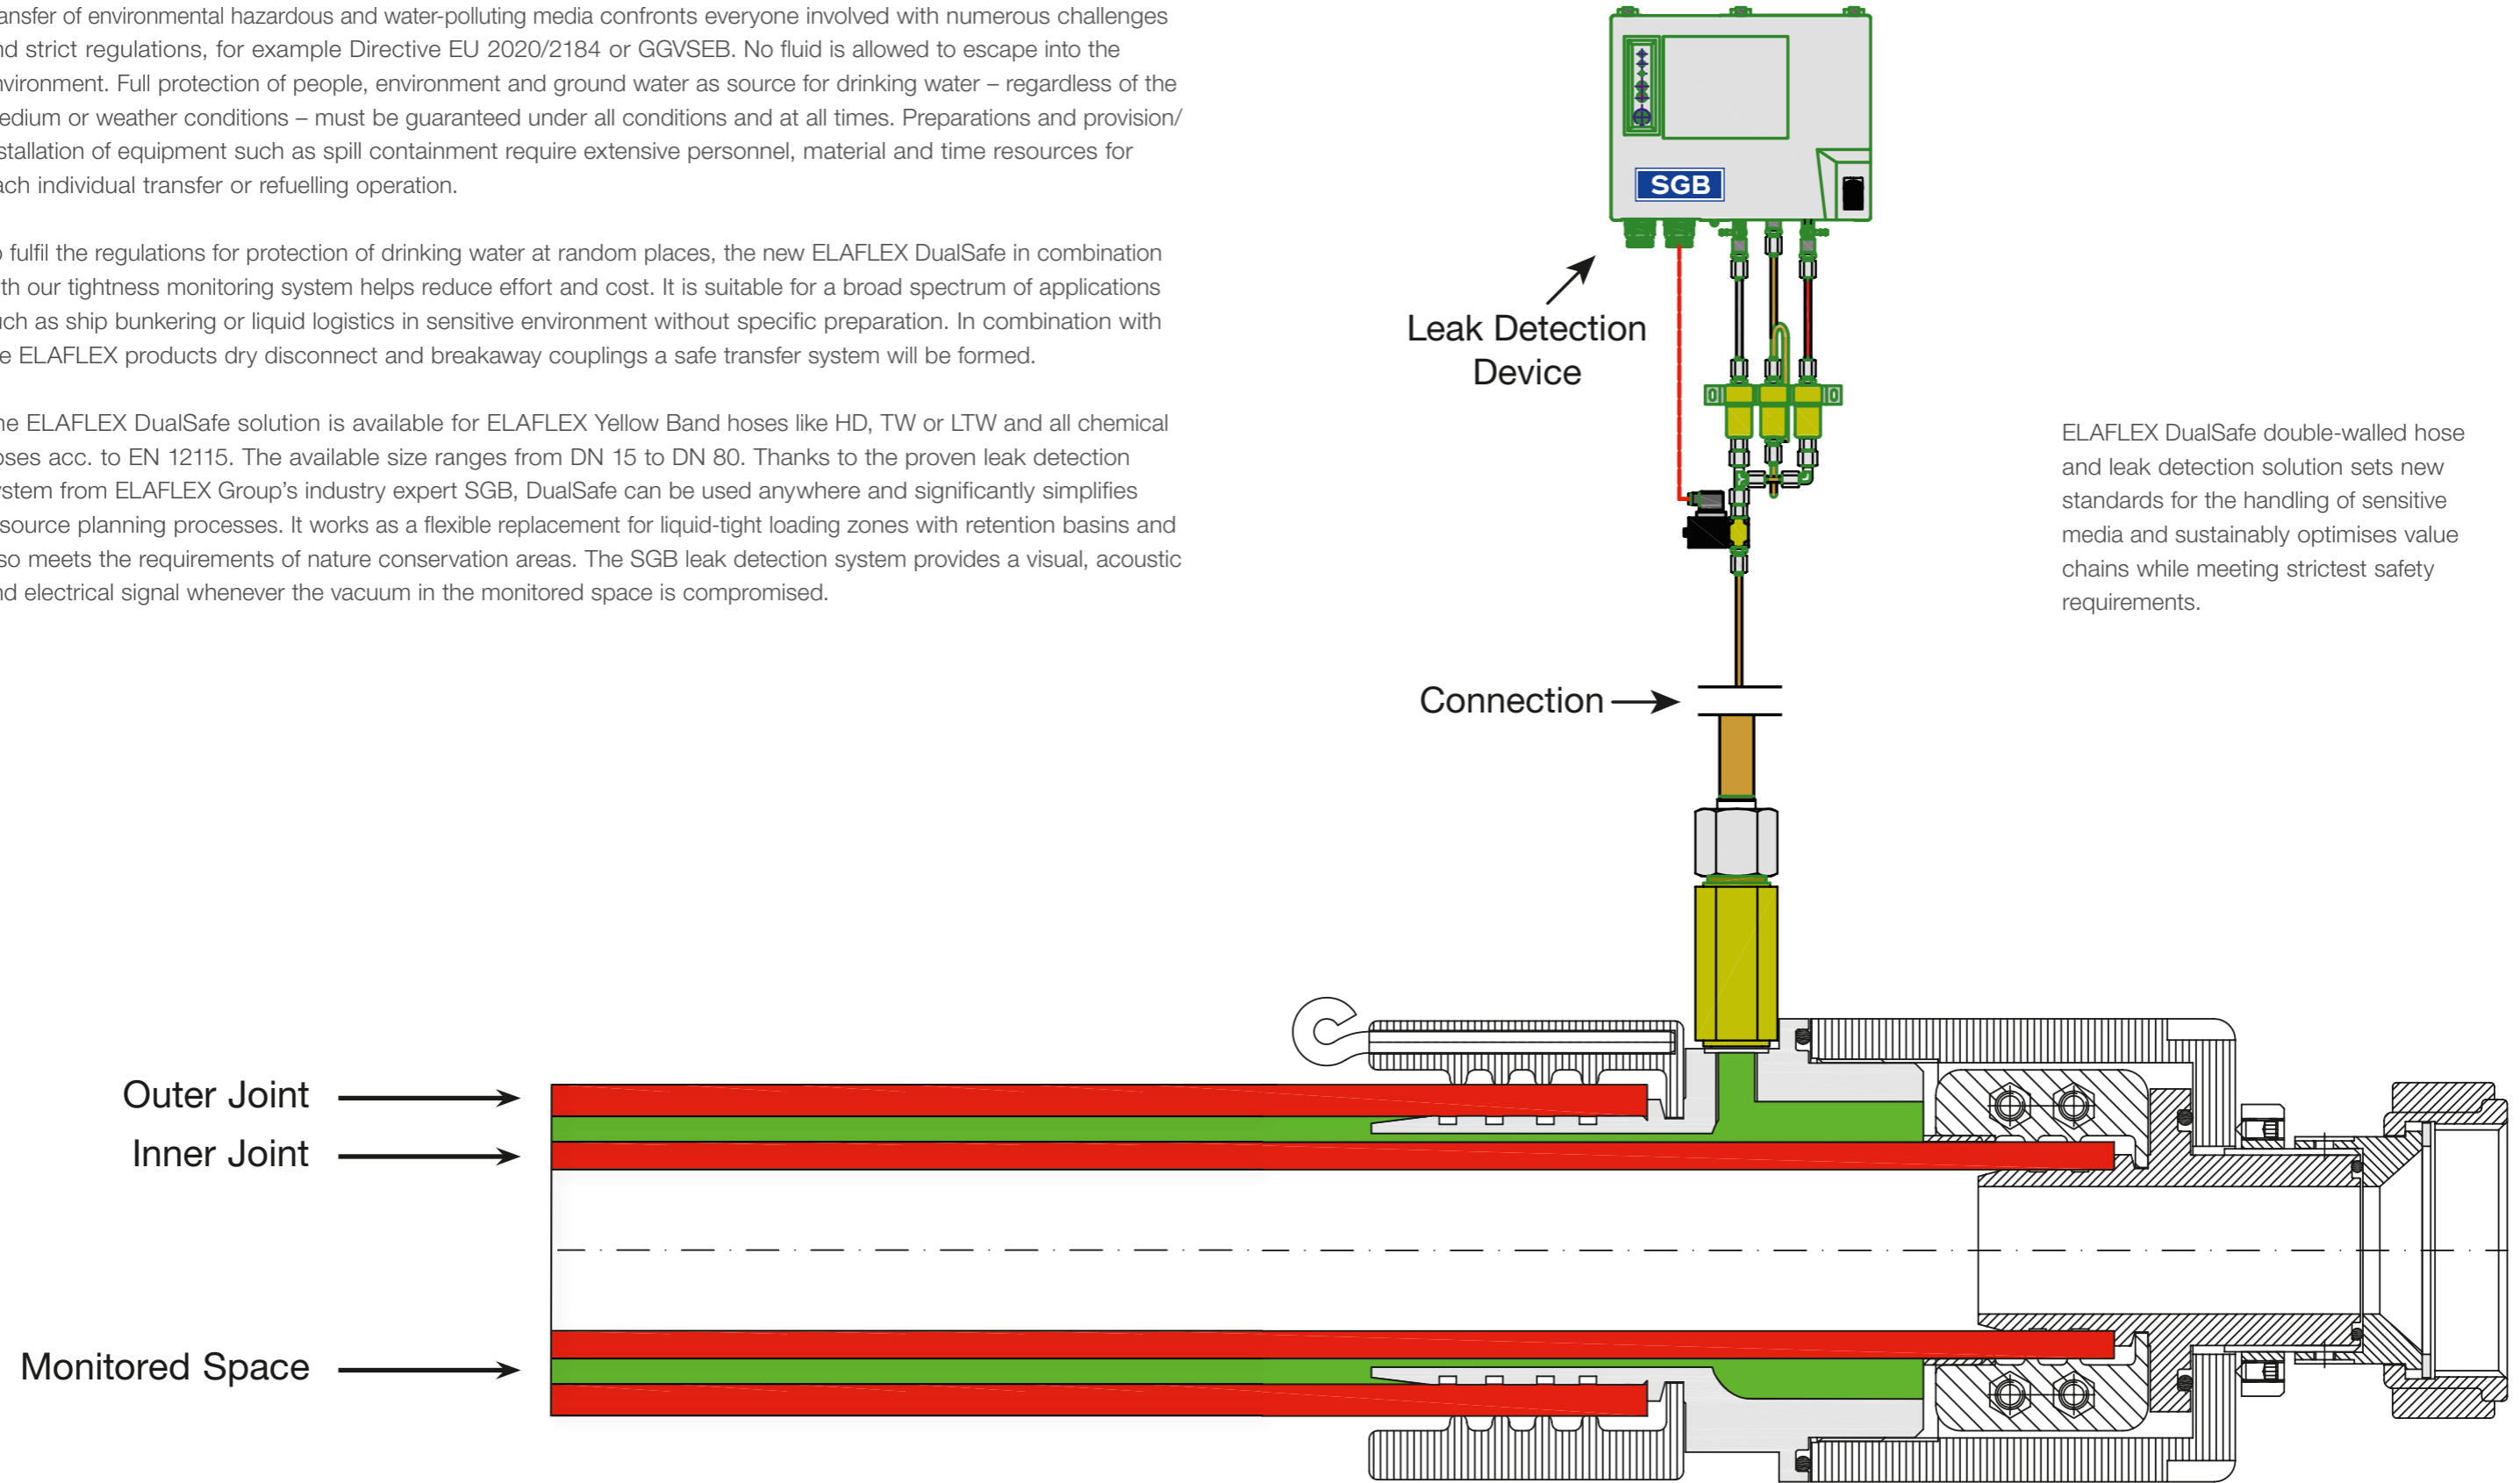 ansfer of environmental hazardous and water-polluting media confronts everyone involved with numerous challenges
nd strict regulations, for example Directive EU 2020/2184 or GGVSEB. No fluid is allowed to escape into the
nvironment. Full protection of people, environment and ground water as source for drinking water – regardless of the
edium or weather conditions – must be guaranteed under all conditions and at all times. Preparations and provision/
stallation of equipment such as spill containment require extensive personnel, material and time resources for
ach individual transfer or refuelling operation.
o fulfil the regulations for protection of drinking water at random places, the new ELAFLEX DualSafe in combination
th our tightness monitoring system helps reduce effort and cost. It is suitable for a broad spectrum of applications
uch as ship bunkering or liquid logistics in sensitive environment without specific preparation. In combination with
e ELAFLEX products dry disconnect and breakaway couplings a safe transfer system will be formed.
he ELAFLEX DualSafe solution is available for ELAFLEX Yellow Band hoses like HD, TW or LTW and all chemical
oses acc. to EN 12115. The available size ranges from DN 15 to DN 80. Thanks to the proven leak detection
ystem from ELAFLEX Group's industry expert SGB, DualSafe can be used anywhere and significantly simplifies
source planning processes. It works as a flexible replacement for liquid-tight loading zones with retention basins and
so meets the requirements of nature conservation areas. The SGB leak detection system provides a visual, acoustic
nd electrical signal whenever the vacuum in the monitored space is compromised.
SGB
Leak Detection
Device
ELAFLEX DualSafe double-walled hose
and leak detection solution sets new
standards for the handling of sensitive
media and sustainably optimises value
chains while meeting strictest safety
requirements.
Connection
Outer Joint
Inner Joint
Monitored Space